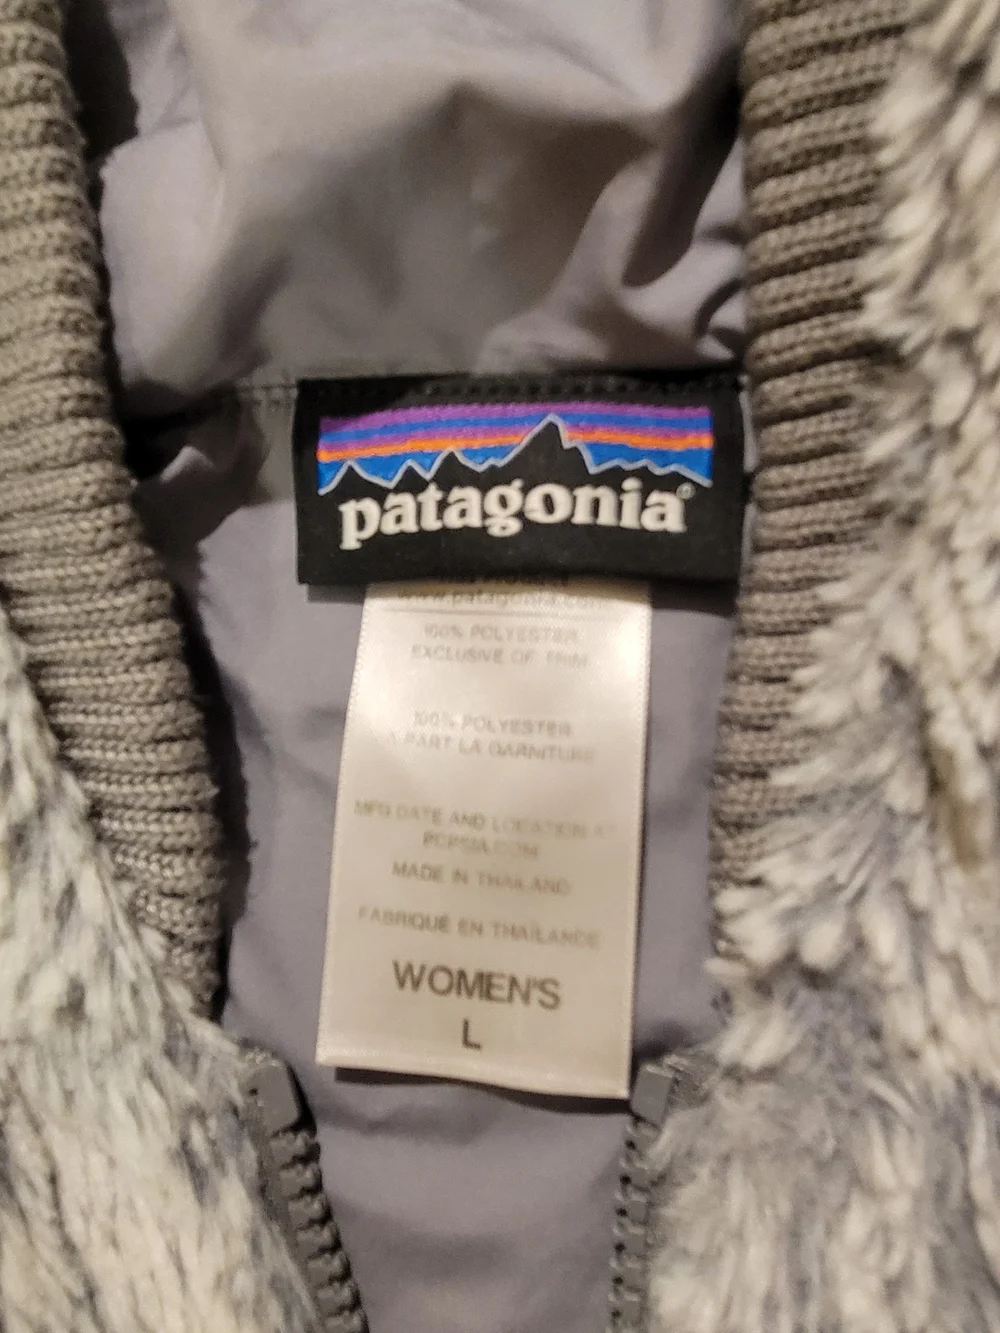 patagonia®
www.patagonia.com
100% POLYESTER
EXCLUSIVE OF TRIM
100% POLYESTER
À PART LA GARNITURE
MFG DATE AND LOCATION AT
PCPSIA.COM
MADE IN THAILAND
FABRIQUÉ EN THAÏLANDE
WOMEN'S
L